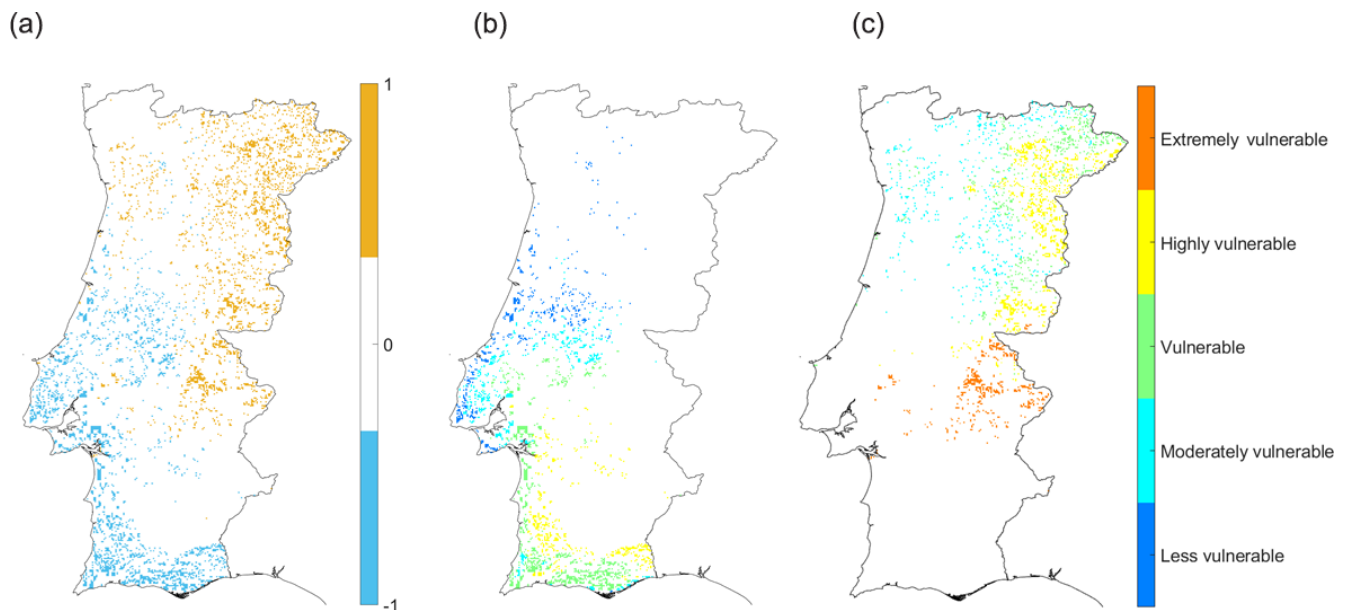 (a)
(b)
(c)
1
0
-1
Extremely vulnerable
Highly vulnerable
Vulnerable
Moderately vulnerable
Less vulnerable